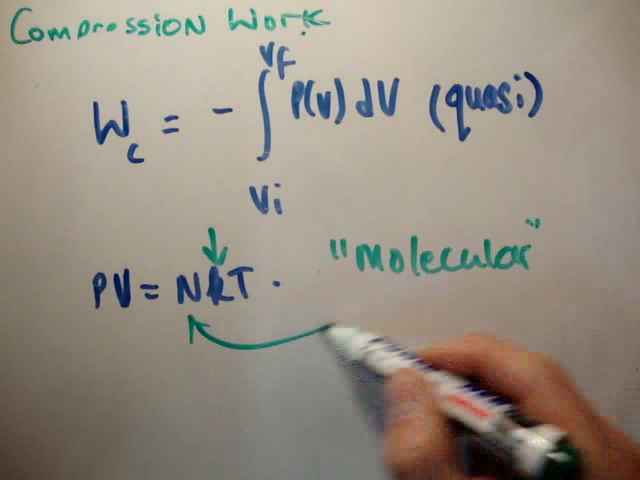 Compression Work
Vf
Wc = - ∫ P(V) dV (quasi)
Vi
PV = NkT. "molecular"